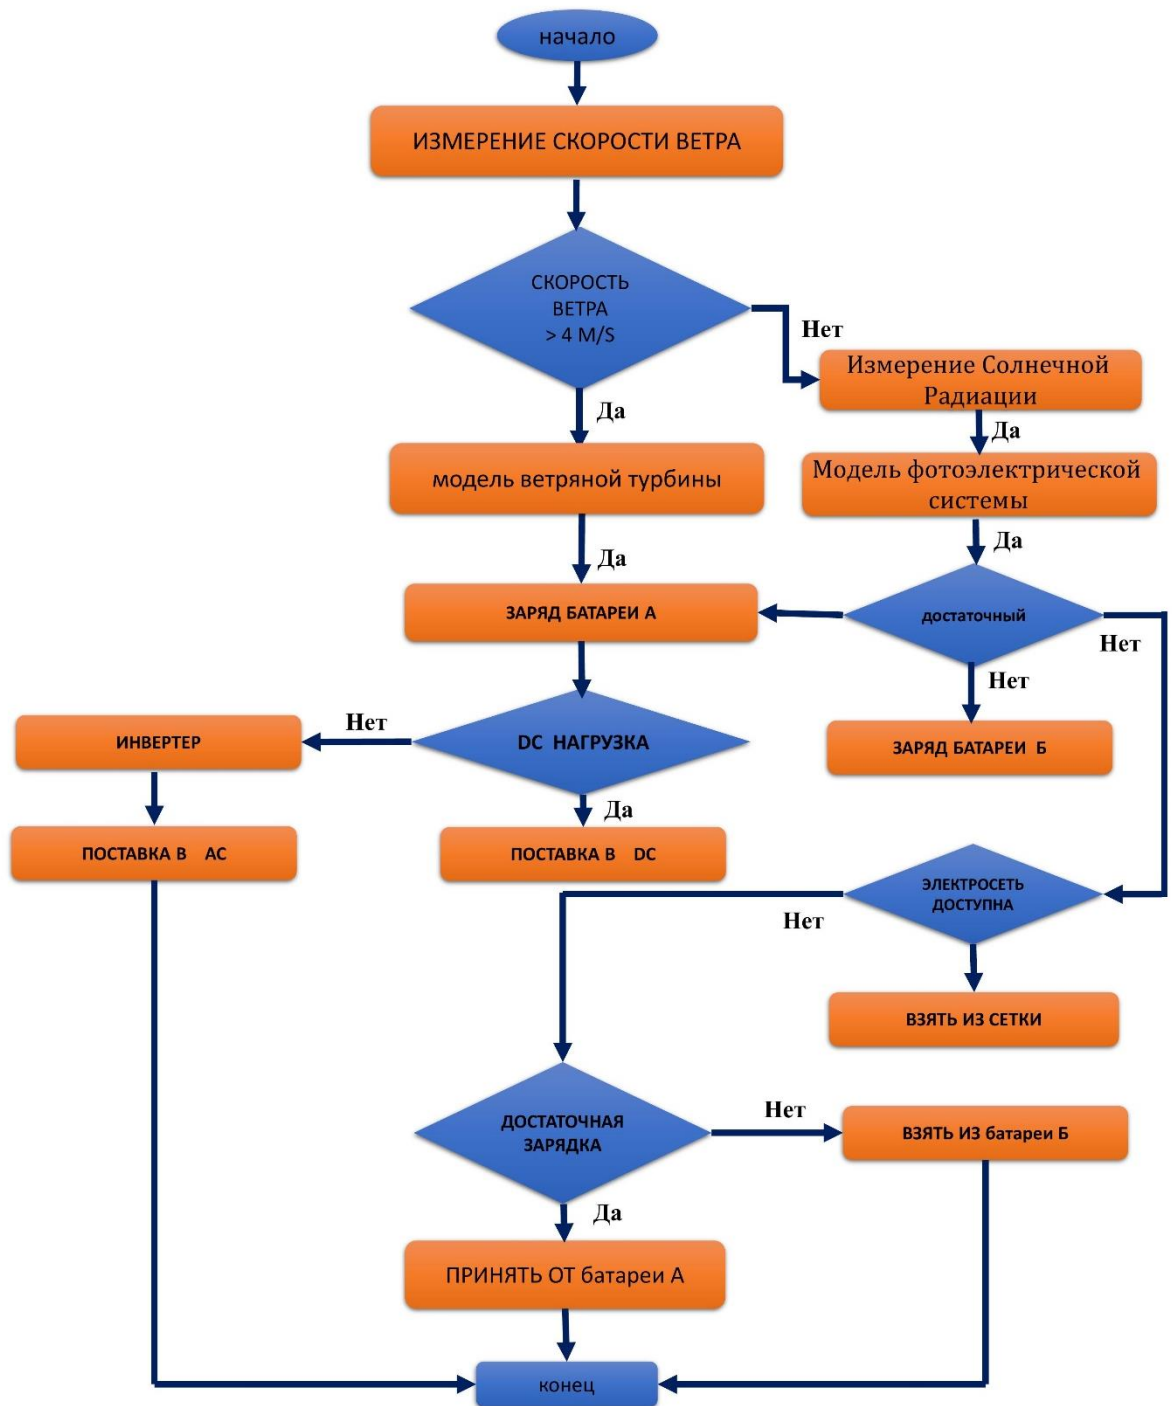 начало
ИЗМЕРЕНИЕ СКОРОСТИ ВЕТРА
СКОРОСТЬ
ВЕТРА
> 4 M/S
Нет
Измерение Солнечной
Радиации
Да
Да
модель ветряной турбины
Модель фотоэлектрической
системы
Да
Да
ЗАРЯД БАТАРЕИ А
достаточный
Нет
Нет
ЗАРЯД БАТАРЕИ Б
DC НАГРУЗКА
Нет
ИНВЕРТЕР
Да
ПОСТАВКА В АС
ПОСТАВКА В DC
ЭЛЕКТРОСЕТЬ
ДОСТУПНА
Нет
ВЗЯТЬ ИЗ СЕТКИ
ДОСТАТОЧНАЯ
ЗАРЯДКА
Нет
ВЗЯТЬ ИЗ батареи Б
Да
ПРИНЯТЬ ОТ батареи А
конец